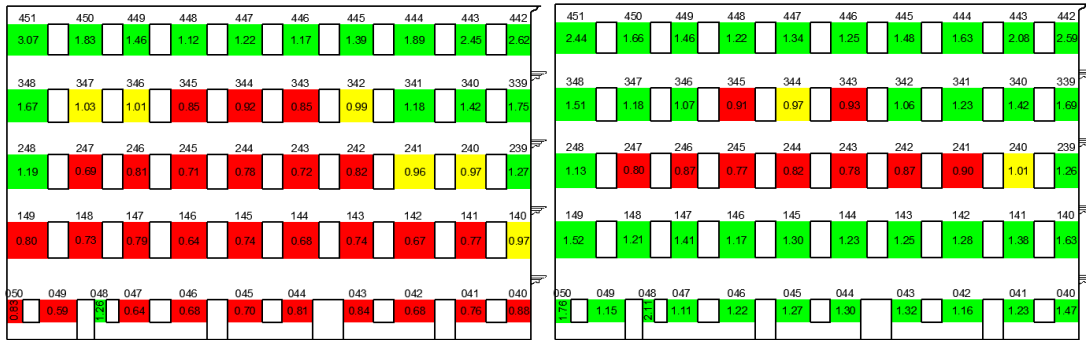 451 450 449 448 447 446 445 444 443 442
3.07 1.83 1.46 1.12 1.22 1.17 1.39 1.89 2.45 2.62
348 347 346 345 344 343 342 341 340 339
1.67 1.03 1.01 0.85 0.92 0.85 0.99 1.18 1.42 1.75
248 247 246 245 244 243 242 241 240 239
1.19 0.69 0.81 0.71 0.78 0.72 0.82 0.96 0.97 1.27
149 148 147 146 145 144 143 142 141 140
0.80 0.73 0.79 0.64 0.74 0.68 0.74 0.67 0.77 0.97
050 049 048 047 046 045 044 043 042 041 040
0.83 0.59 1.26 0.64 0.68 0.70 0.81 0.84 0.68 0.76 0.88
451 450 449 448 447 446 445 444 443 442
2.44 1.66 1.46 1.22 1.34 1.25 1.48 1.63 2.08 2.59
348 347 346 345 344 343 342 341 340 339
1.51 1.18 1.07 0.91 0.97 0.93 1.06 1.23 1.42 1.69
248 247 246 245 244 243 242 241 240 239
1.13 0.80 0.87 0.77 0.82 0.78 0.87 0.90 1.01 1.26
149 148 147 146 145 144 143 142 141 140
1.52 1.21 1.41 1.17 1.30 1.23 1.25 1.28 1.38 1.63
050 049 048 047 046 045 044 043 042 041 040
1.76 1.15 2.11 1.11 1.22 1.27 1.30 1.32 1.16 1.23 1.47